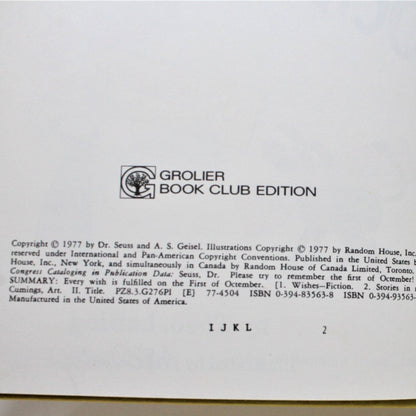 GROLIER
BOOK CLUB EDITION
Copyright © 1977 by Dr. Seuss and A. S. Geisel. Illustrations Copyright © 1977 by Random House, Inc.
reserved under International and Pan-American Copyright Conventions. Published in the United States b
House, Inc., New York, and simultaneously in Canada by Random House of Canada Limited, Toronto.
Congress Cataloging in Publication Data: Seuss, Dr. Please try to remember the first of Octember!
SUMMARY: Every wish is fulfilled on the First of Octember. [1. Wishes—Fiction. 2. Stories in
Cumings, Art. II. Title. PZ8.3.G276Pl [E] 77-4504 ISBN 0-394-83563-8 ISBN 0-394-93563-
Manufactured in the United States of America.
I J K L 2